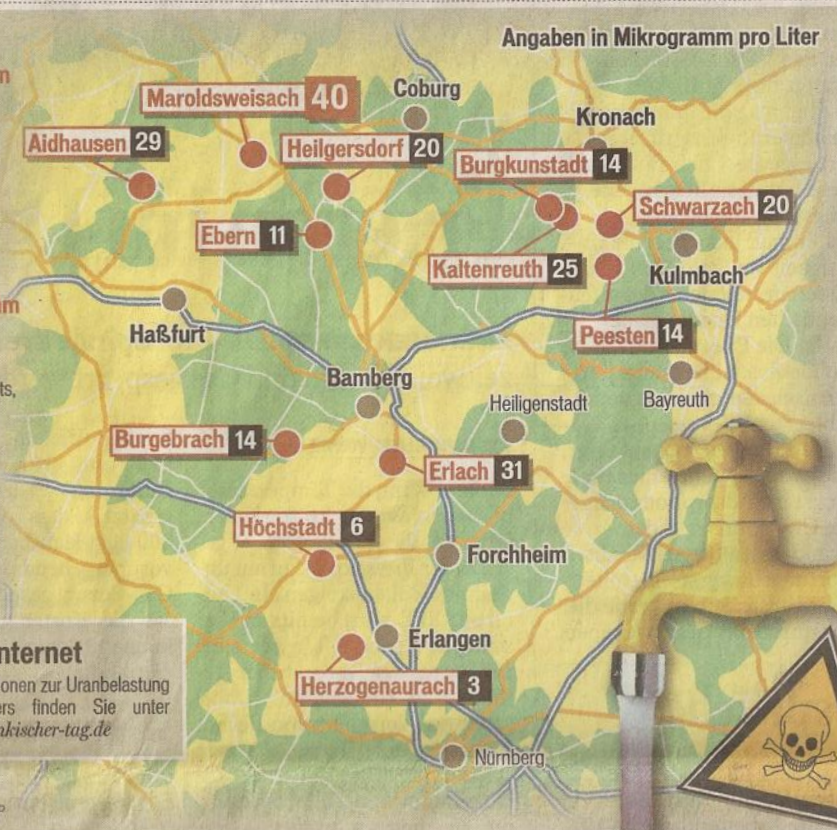 Angaben in Mikrogramm pro Liter
Maroldsweisach 40
Coburg
Kronach
Aidhausen 29
Heilgersdorf 20
Burgkunstadt 14
Schwarzach 20
Ebern 11
Kaltenreuth 25
Kulmbach
Haßfurt
Peesten 14
Bamberg
Heiligenstadt
Bayreuth
ts,
Burgebrach 14
Erlach 31
Höchstadt 6
Forchheim
Erlangen
nternet
onen zur Uranbelastung
ers finden Sie unter
nkischer-tag.de
Herzogenaurach 3
Nürnberg